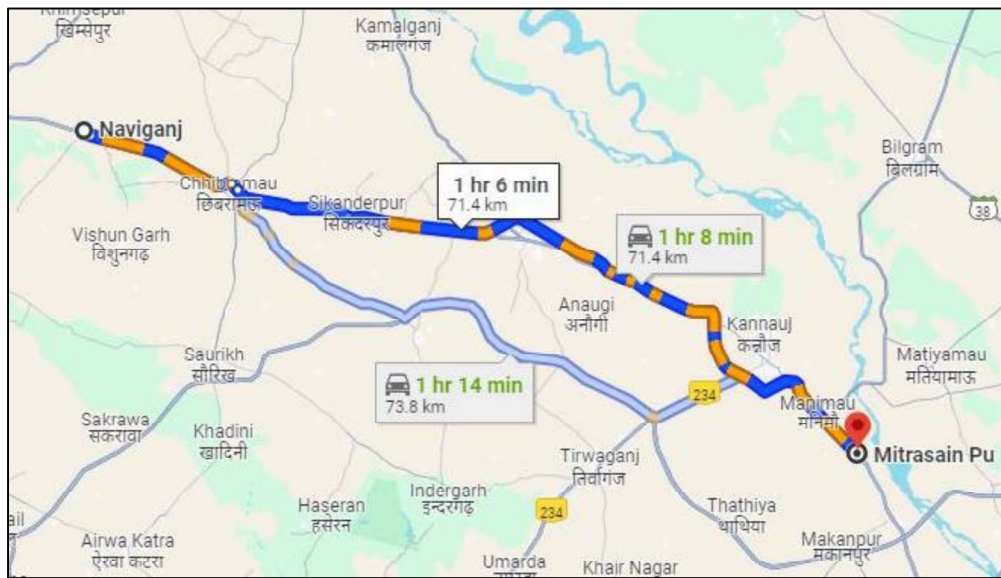 खिम्सेपुर
Kamalganj
कमालगंज
Naviganj
Bilgram
बिलग्राम
38
1 hr 6 min
71.4 km
Sikanderpur
सिकंदरपुर
छिबरामऊ
Vishun Garh
विशुनगढ़
1 hr 8 min
71.4 km
Anaugi
अनौगी
Kannauj
कन्नौज
Matiyamau
मतियामाऊ
Saurikh
सौरिख
1 hr 14 min
73.8 km
234
Manimau
मनिमौ
Sakrawa
सकरावा
Khadini
खादिनी
Mitrasain Pu
Tirwaganj
तिर्वागंज
Indergarh
इन्दरगढ़
Haseran
हसेरन
234
Thathiya
थाथिया
ail
Airwa Katra
ऐरवा कटरा
Makanpur
मकानपुर
Umarda
Khair Nagar